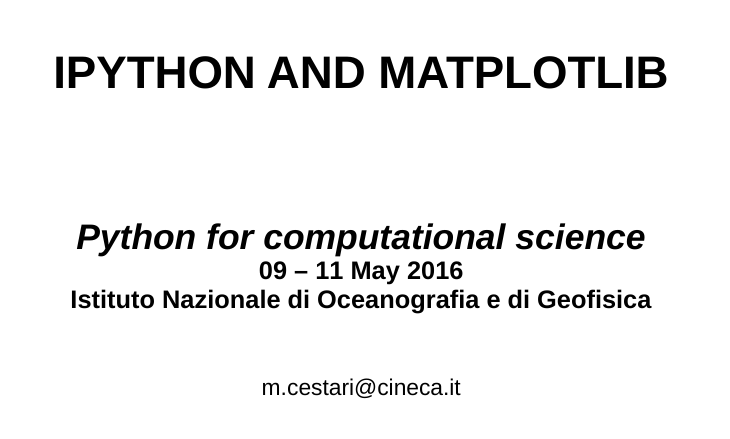 IPYTHON AND MATPLOTLIB
Python for computational science
09 – 11 May 2016
Istituto Nazionale di Oceanografia e di Geofisica
m.cestari@cineca.it